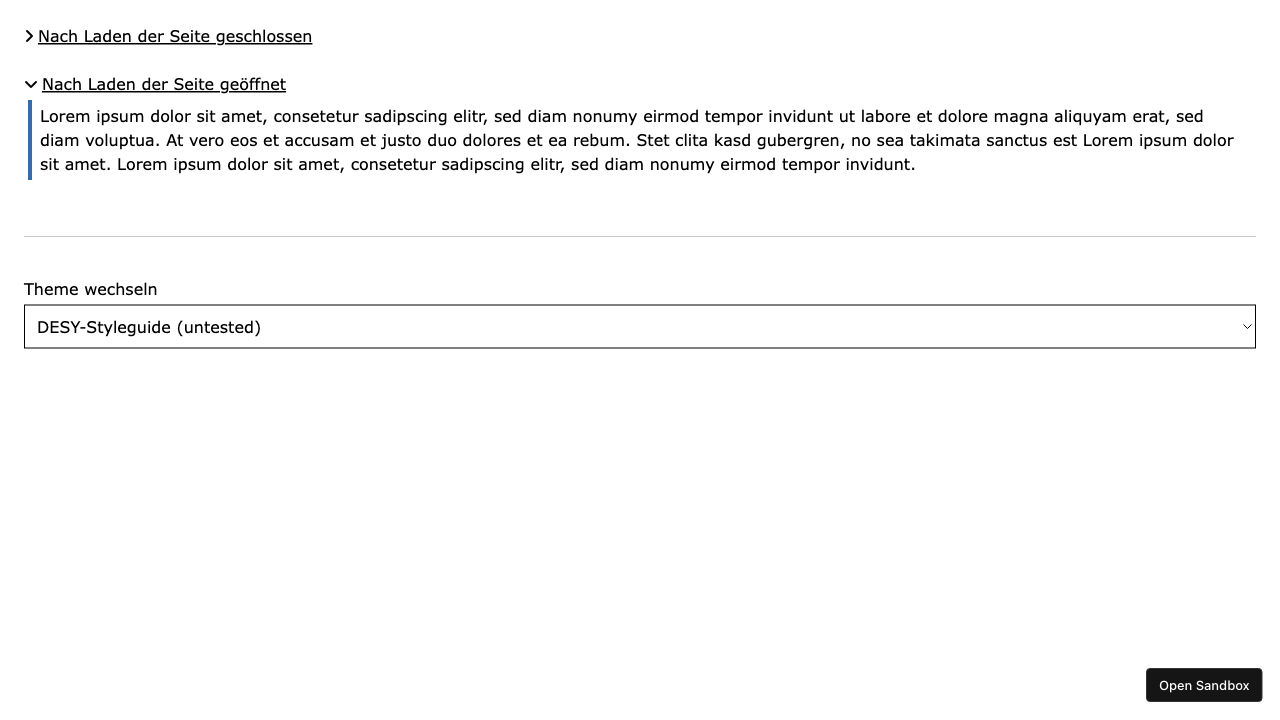 Nach Laden der Seite geschlossen
Nach Laden der Seite geöffnet
Lorem ipsum dolor sit amet, consetetur sadipscing elitr, sed diam nonumy eirmod tempor invidunt ut labore et dolore magna aliquyam erat, sed
diam voluptua. At vero eos et accusam et justo duo dolores et ea rebum. Stet clita kasd gubergren, no sea takimata sanctus est Lorem ipsum dolor
sit amet. Lorem ipsum dolor sit amet, consetetur sadipscing elitr, sed diam nonumy eirmod tempor invidunt.
Theme wechseln
DESY-Styleguide (untested)
Open Sandbox